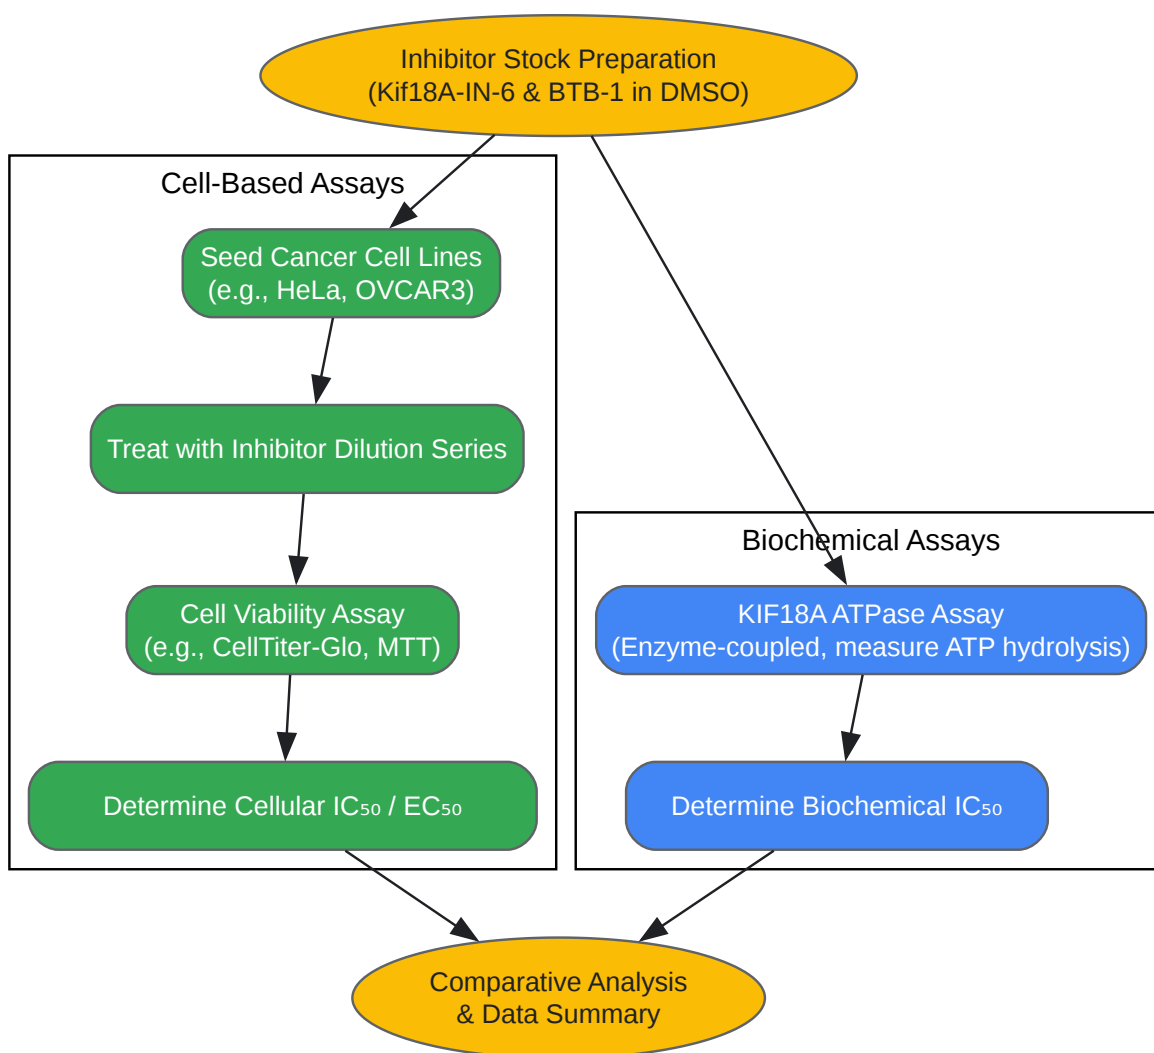 Inhibitor Stock Preparation
(Kif18A-IN-6 & BTB-1 in DMSO)
Cell-Based Assays
Seed Cancer Cell Lines
(e.g., HeLa, OVCAR3)
Treat with Inhibitor Dilution Series
Cell Viability Assay
(e.g., CellTiter-Glo, MTT)
Determine Cellular IC₅₀ / EC₅₀
Biochemical Assays
KIF18A ATPase Assay
(Enzyme-coupled, measure ATP hydrolysis)
Determine Biochemical IC₅₀
Comparative Analysis
& Data Summary